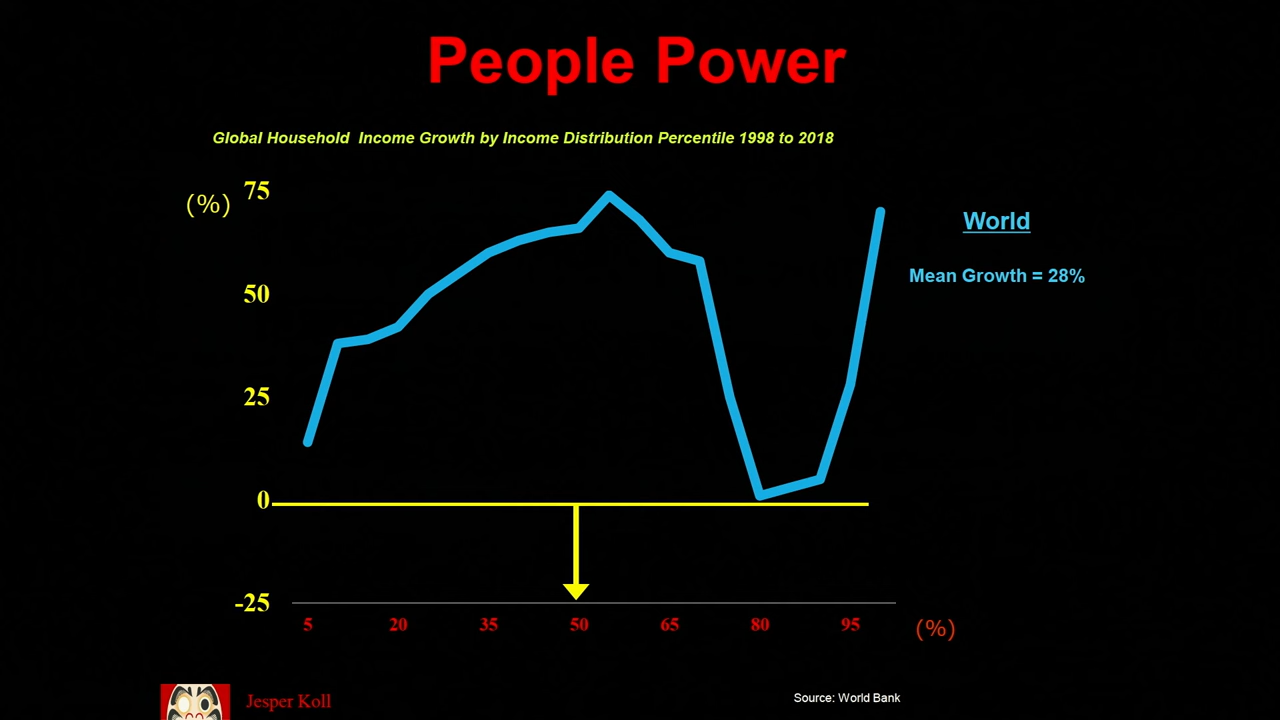 People Power
Global Household Income Growth by Income Distribution Percentile 1998 to 2018
(%)
75
50
25
0
-25
World
Mean Growth = 28%
5 20 35 50 65 80 95 (%)
Jesper Koll
Source: World Bank